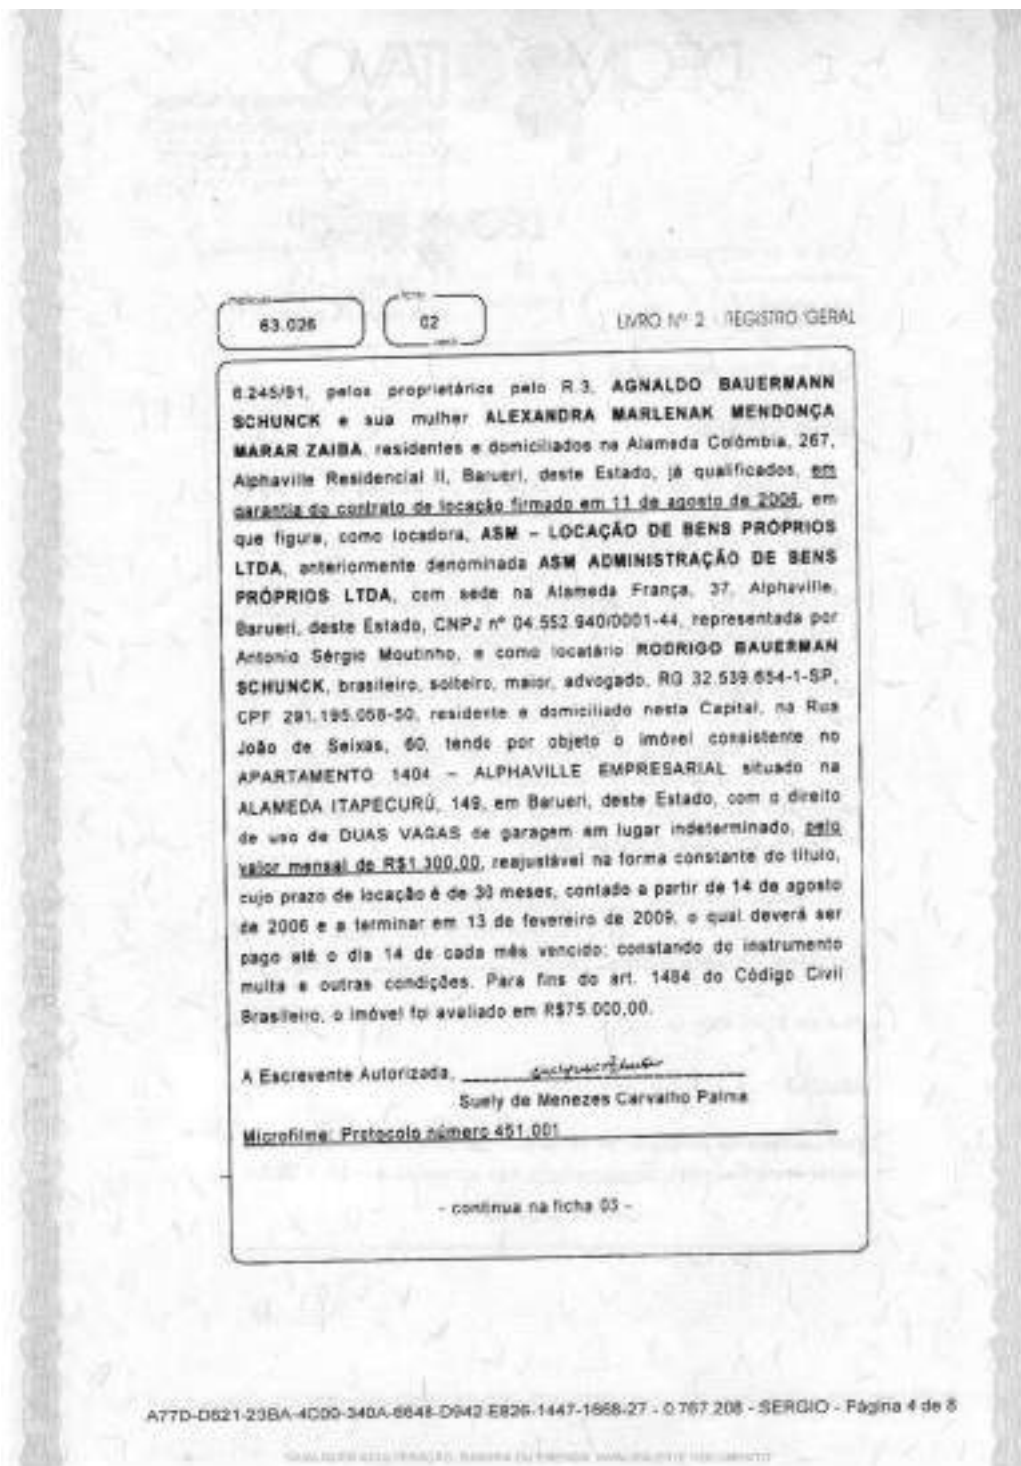 matrícula
63.026
ficha
02
verso
LIVRO Nº 2 - REGISTRO GERAL
8.245/91, pelos proprietários pelo R.3, AGNALDO BAUERMANN
SCHUNCK e sua mulher ALEXANDRA MARLENAK MENDONÇA
MARAR ZAIBA, residentes e domiciliados na Alameda Colômbia, 267,
Alphaville Residencial II, Barueri, deste Estado, já qualificados, em
garantia do contrato de locação firmado em 11 de agosto de 2006, em
que figura, como locadora, ASM – LOCAÇÃO DE BENS PRÓPRIOS
LTDA, anteriormente denominada ASM ADMINISTRAÇÃO DE BENS
PRÓPRIOS LTDA, com sede na Alameda França, 37, Alphaville,
Barueri, deste Estado, CNPJ nº 04.552.940/0001-44, representada por
Antonio Sérgio Moutinho, e como locatário RODRIGO BAUERMAN
SCHUNCK, brasileiro, solteiro, maior, advogado, RG 32.539.654-1-SP,
CPF 291.195.058-50, residente e domiciliado nesta Capital, na Rua
João de Seixas, 60, tendo por objeto o imóvel consistente no
APARTAMENTO 1404 – ALPHAVILLE EMPRESARIAL situado na
ALAMEDA ITAPECURÚ, 149, em Barueri, deste Estado, com o direito
de uso de DUAS VAGAS de garagem em lugar indeterminado, pelo
valor mensal de R$1.300,00, reajustável na forma constante do título,
cujo prazo de locação é de 30 meses, contado a partir de 14 de agosto
de 2006 e a terminar em 13 de fevereiro de 2009, o qual deverá ser
pago até o dia 14 de cada mês vencido; constando do instrumento
multa e outras condições. Para fins do art. 1484 do Código Civil
Brasileiro, o imóvel foi avaliado em R$75.000,00.
A Escrevente Autorizada,
Suely de Menezes Carvalho Palma
Microfilme: Protocolo número 451.001
- continua na ficha 03 -
A77D-D521-23BA-4C00-340A-6648-D942-E826-1447-1668-27 - 0.767.208 - SERGIO - Página 4 de 8